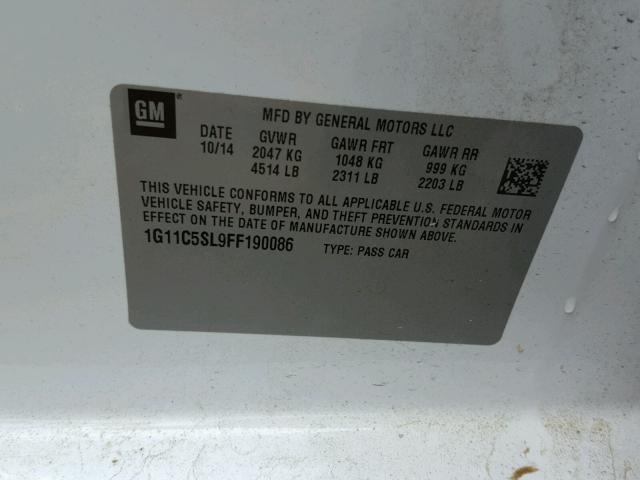 GM
MFD BY GENERAL MOTORS LLC
DATE GVWR GAWR FRT GAWR RR
10/14 2047 KG 1048 KG 999 KG
4514 LB 2311 LB 2203 LB
THIS VEHICLE CONFORMS TO ALL APPLICABLE U.S. FEDERAL MOTOR
VEHICLE SAFETY, BUMPER, AND THEFT PREVENTION STANDARDS IN
EFFECT ON THE DATE OF MANUFACTURE SHOWN ABOVE.
1G11C5SL9FF190086 TYPE: PASS CAR